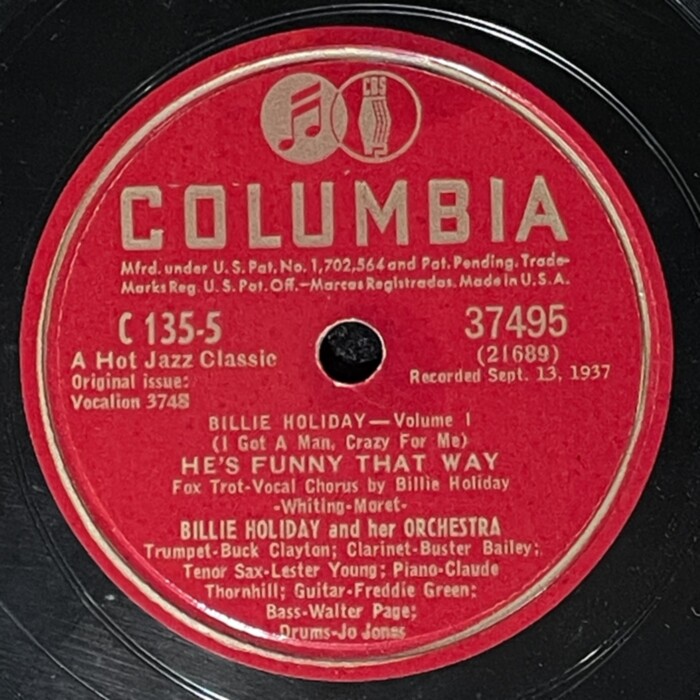 CBS
COLUMBIA
Mfrd. under U.S. Pat. No. 1,702,564 and Pat. Pending. Trade-
Marks Reg. U.S. Pat. Off.—Marcas Registradas. Made in U.S.A.
C 135-5
37495
(21689)
A Hot Jazz Classic
Recorded Sept. 13, 1937
Original issue:
Vocalion 3748
BILLIE HOLIDAY—Volume 1
(I Got A Man, Crazy For Me)
HE'S FUNNY THAT WAY
Fox Trot-Vocal Chorus by Billie Holiday
-Whiting-Moret-
BILLIE HOLIDAY and her ORCHESTRA
Trumpet-Buck Clayton; Clarinet-Buster Bailey;
Tenor Sax-Lester Young; Piano-Claude
Thornhill; Guitar-Freddie Green;
Bass-Walter Page;
Drums-Jo Jones